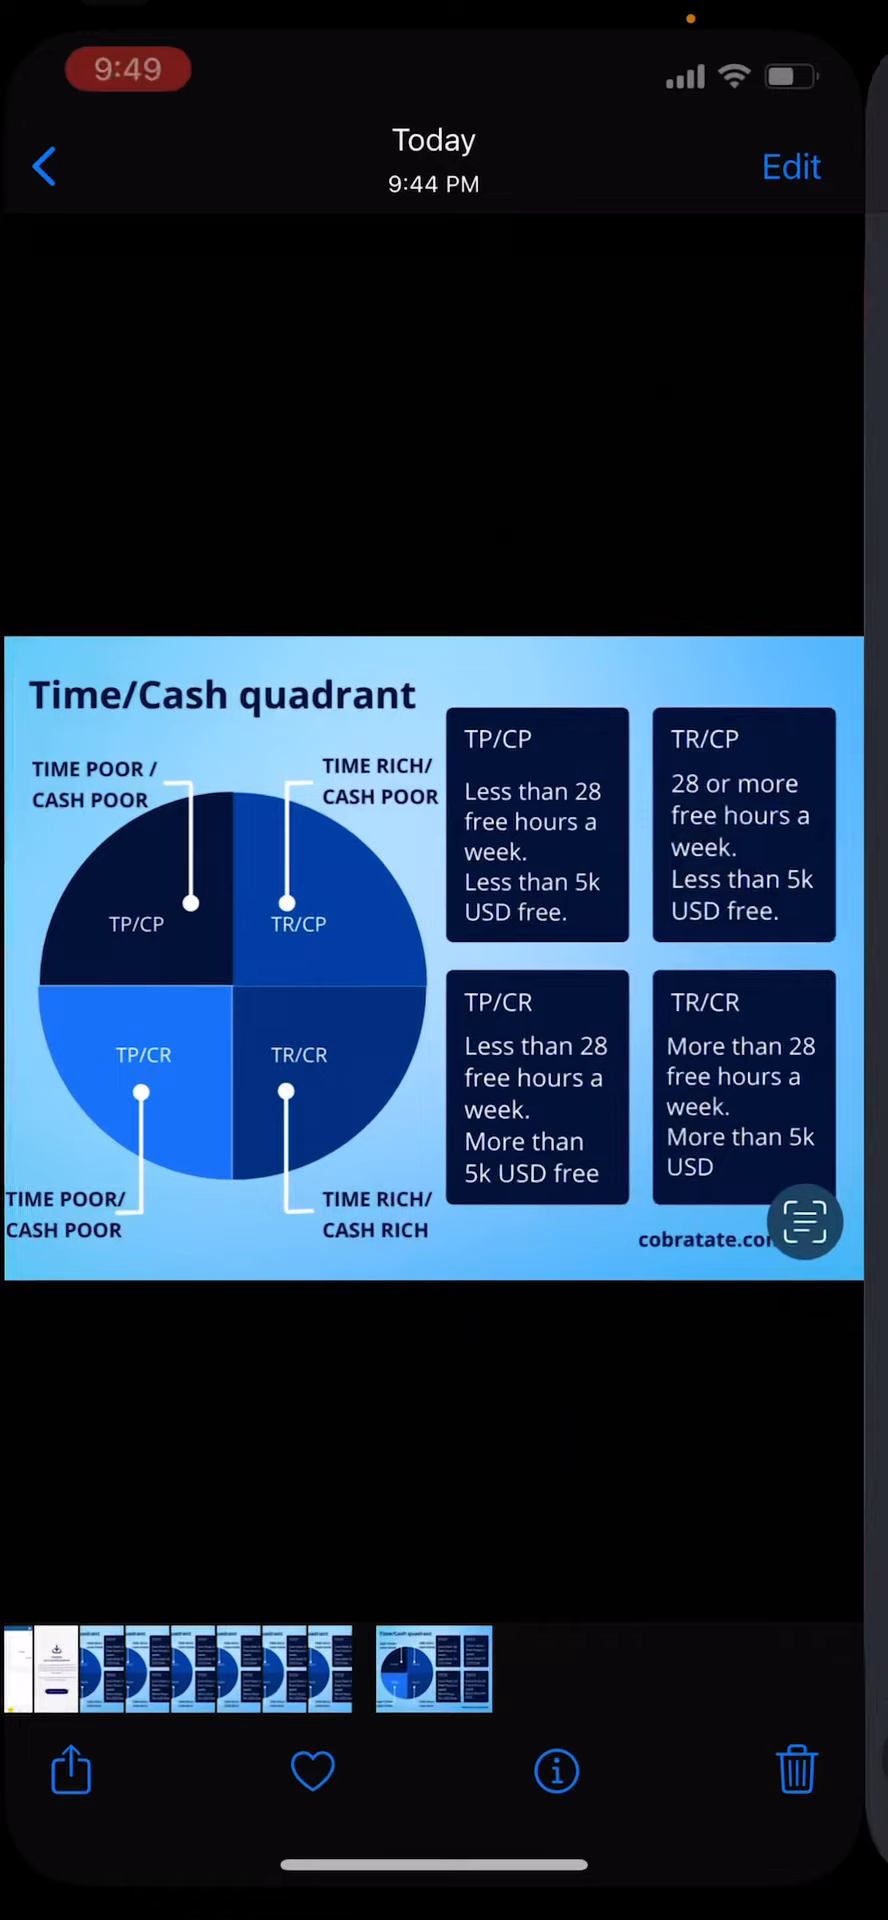 9:49
Today
9:44 PM
Edit
Time/Cash quadrant
TIME POOR /
CASH POOR
TIME RICH/
CASH POOR
TP/CP
TR/CP
TP/CR
TR/CR
TIME POOR/
CASH POOR
TIME RICH/
CASH RICH
TP/CP
Less than 28
free hours a
week.
Less than 5k
USD free.
TR/CP
28 or more
free hours a
week.
Less than 5k
USD free.
TP/CR
Less than 28
free hours a
week.
More than
5k USD free
TR/CR
More than 28
free hours a
week.
More than 5k
USD
Time/Cash quadrant